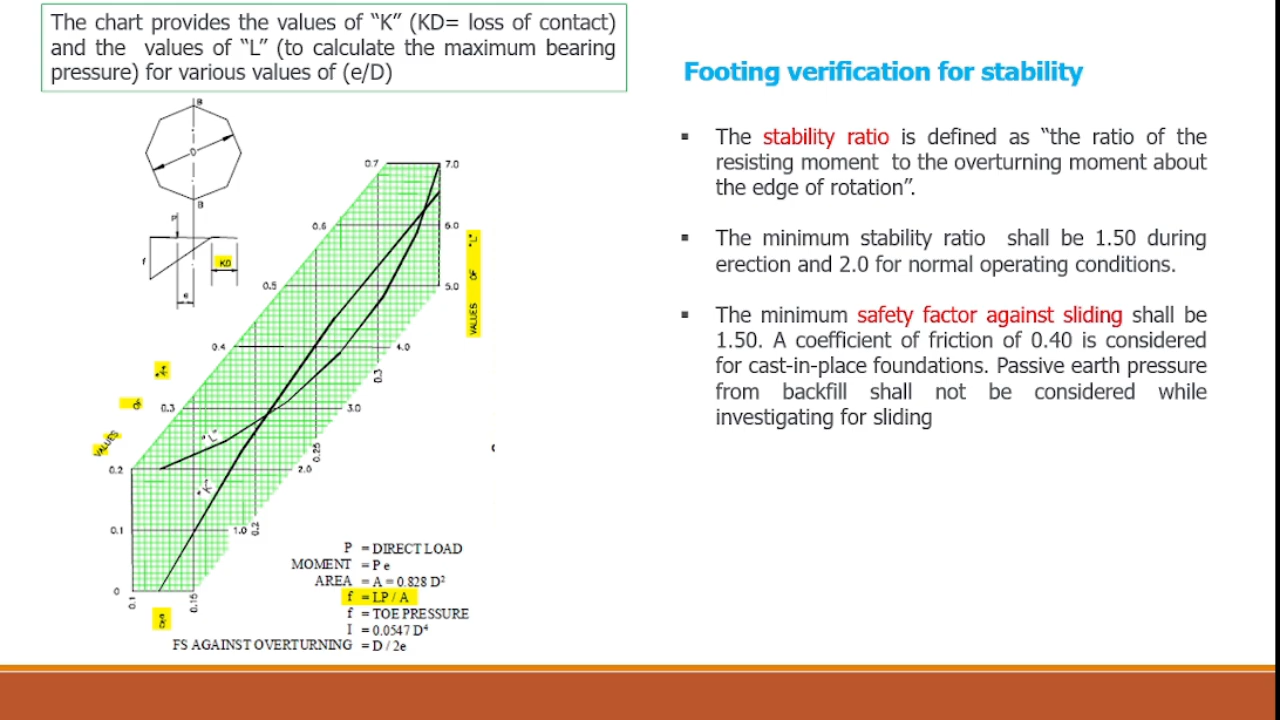 The chart provides the values of “K” (KD= loss of contact)
and the values of “L” (to calculate the maximum bearing
pressure) for various values of (e/D)
Footing verification for stability
▪ The stability ratio is defined as “the ratio of the
resisting moment to the overturning moment about
the edge of rotation”.
▪ The minimum stability ratio shall be 1.50 during
erection and 2.0 for normal operating conditions.
▪ The minimum safety factor against sliding shall be
1.50. A coefficient of friction of 0.40 is considered
for cast-in-place foundations. Passive earth pressure
from backfill shall not be considered while
investigating for sliding
B
D
B
P
f
KD
e
0.7
7.0
0.6
6.0
0.5
5.0
0.4
4.0
0.3
3.0
0.2
2.0
0.1
1.0
0
0.1
0.15
0.2
0.25
0.3
VALUES OF "K"
VALUES OF "L"
"L"
"K"
P = DIRECT LOAD
MOMENT = P e
AREA = A = 0.828 D²
f = LP / A
f = TOE PRESSURE
I = 0.0547 D⁴
FS AGAINST OVERTURNING = D / 2e